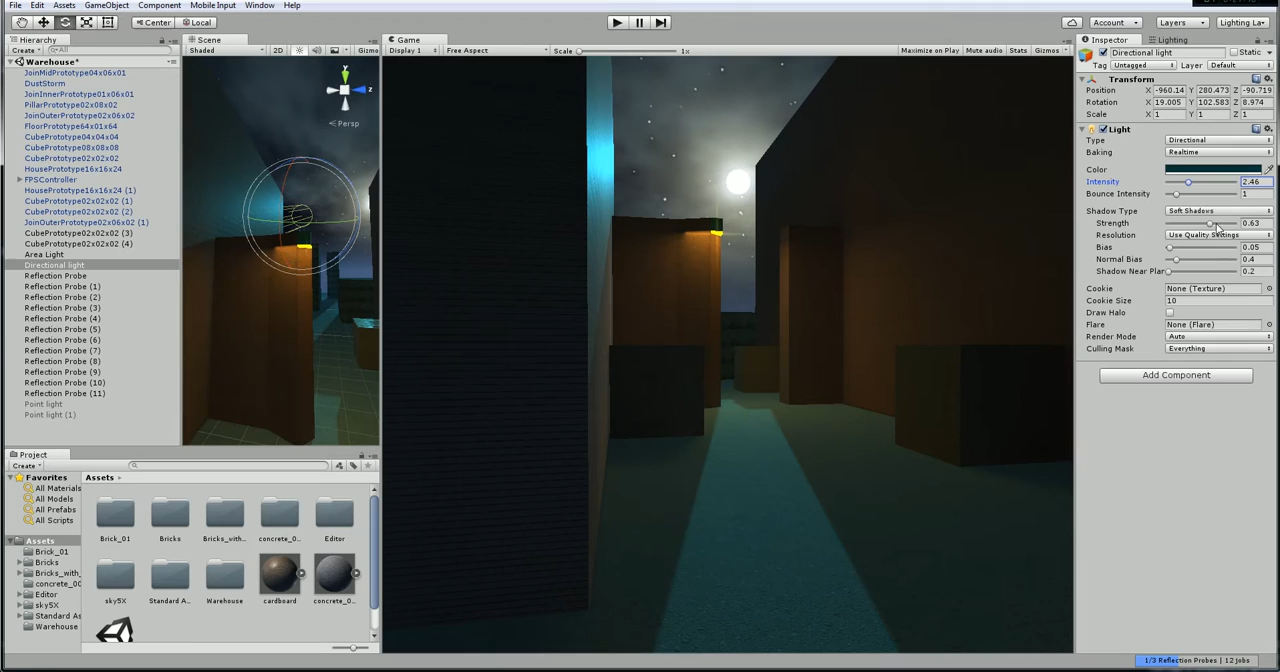 File Edit Assets GameObject Component Mobile Input Window Help
Center Local Account Layers Lighting La
Hierarchy
Create All
Warehouse*
JoinMidPrototype04x06x01
DustStorm
JoinInnerPrototype01x06x01
PillarPrototype02x08x02
JoinOuterPrototype02x06x02
FloorPrototype64x01x64
CubePrototype04x04x04
CubePrototype08x08x08
CubePrototype02x02x02
HousePrototype16x16x24
FPSController
HousePrototype16x16x24 (1)
CubePrototype02x02x02 (1)
CubePrototype02x02x02 (2)
JoinOuterPrototype02x06x02 (1)
CubePrototype02x02x02 (3)
CubePrototype02x02x02 (4)
Area Light
Directional light
Reflection Probe
Reflection Probe (1)
Reflection Probe (2)
Reflection Probe (3)
Reflection Probe (4)
Reflection Probe (5)
Reflection Probe (6)
Reflection Probe (7)
Reflection Probe (8)
Reflection Probe (9)
Reflection Probe (10)
Reflection Probe (11)
Point light
Point light (1)
Scene
Shaded 2D Gizmo
y
z
Persp
Game
Display 1 Free Aspect Scale 1x Maximize on Play Mute audio Stats Gizmos
Inspector Lighting
Directional light Static
Tag Untagged Layer Default
Transform
Position X -960.14 Y 280.473 Z -90.719
Rotation X 19.005 Y 102.583 Z 8.974
Scale X 1 Y 1 Z 1
Light
Type Directional
Baking Realtime
Color
Intensity 2.46
Bounce Intensity 1
Shadow Type Soft Shadows
Strength 0.63
Resolution Use Quality Settings
Bias 0.05
Normal Bias 0.4
Shadow Near Plar 0.2
Cookie None (Texture)
Cookie Size 10
Draw Halo
Flare None (Flare)
Render Mode Auto
Culling Mask Everything
Add Component
Project
Create
Favorites
All Materials
All Models
All Prefabs
All Scripts
Assets
Brick_01
Bricks
Bricks_with_
concrete_00
Editor
sky5X
Standard As
Warehouse
Assets
Brick_01 Bricks Bricks_with... concrete_0... Editor
sky5X Standard A... Warehouse cardboard concrete_0...
1/3 Reflection Probes | 12 jobs